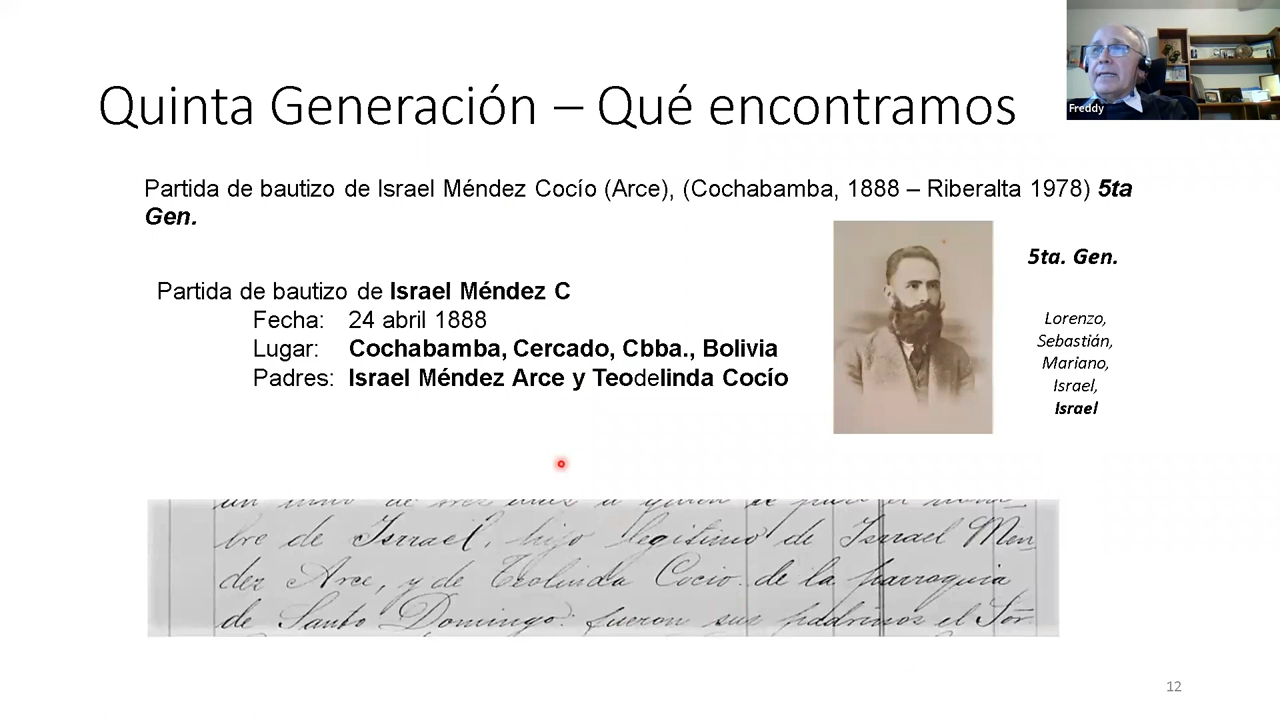 Quinta Generación – Qué encontramos
Freddy
Partida de bautizo de Israel Méndez Cocío (Arce), (Cochabamba, 1888 – Riberalta 1978) 5ta
Gen.
5ta. Gen.
Partida de bautizo de Israel Méndez C
Fecha: 24 abril 1888
Lugar: Cochabamba, Cercado, Cbba., Bolivia
Padres: Israel Méndez Arce y Teodelinda Cocío
Lorenzo,
Sebastián,
Mariano,
Israel,
Israel
bre de Isrrael, hijo legitimo de Isrrael Men
dez Arce, y de Teolinda Cocio de la parroquia
de Santo Domingo: fueron sus padrinos el Sor
12